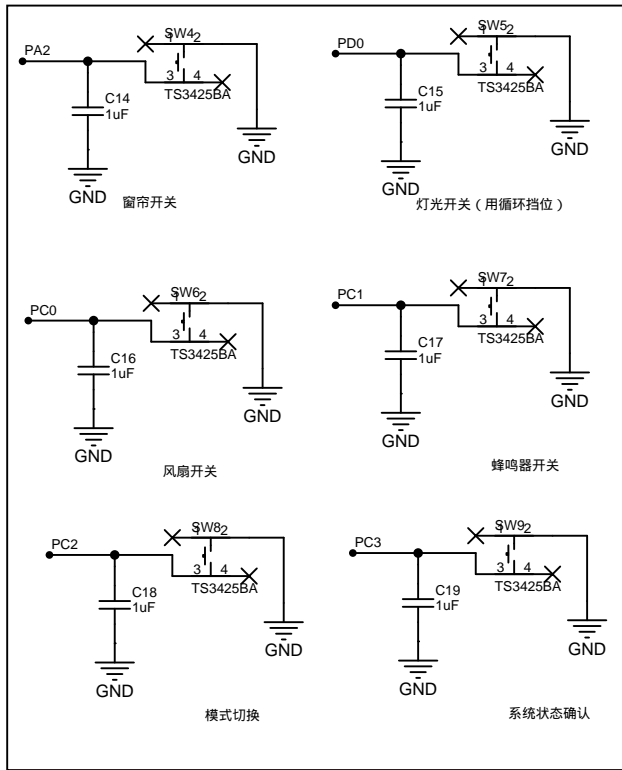 SW4
1 2
PA2
3 4
C14
1uF
TS3425BA
GND
GND
窗帘开关
SW5
1 2
PD0
3 4
C15
1uF
TS3425BA
GND
GND
灯光开关（用循环挡位）
SW6
1 2
PC0
3 4
C16
1uF
TS3425BA
GND
GND
风扇开关
SW7
1 2
PC1
3 4
C17
1uF
TS3425BA
GND
GND
蜂鸣器开关
SW8
1 2
PC2
3 4
C18
1uF
TS3425BA
GND
GND
模式切换
SW9
1 2
PC3
3 4
C19
1uF
TS3425BA
GND
GND
系统状态确认